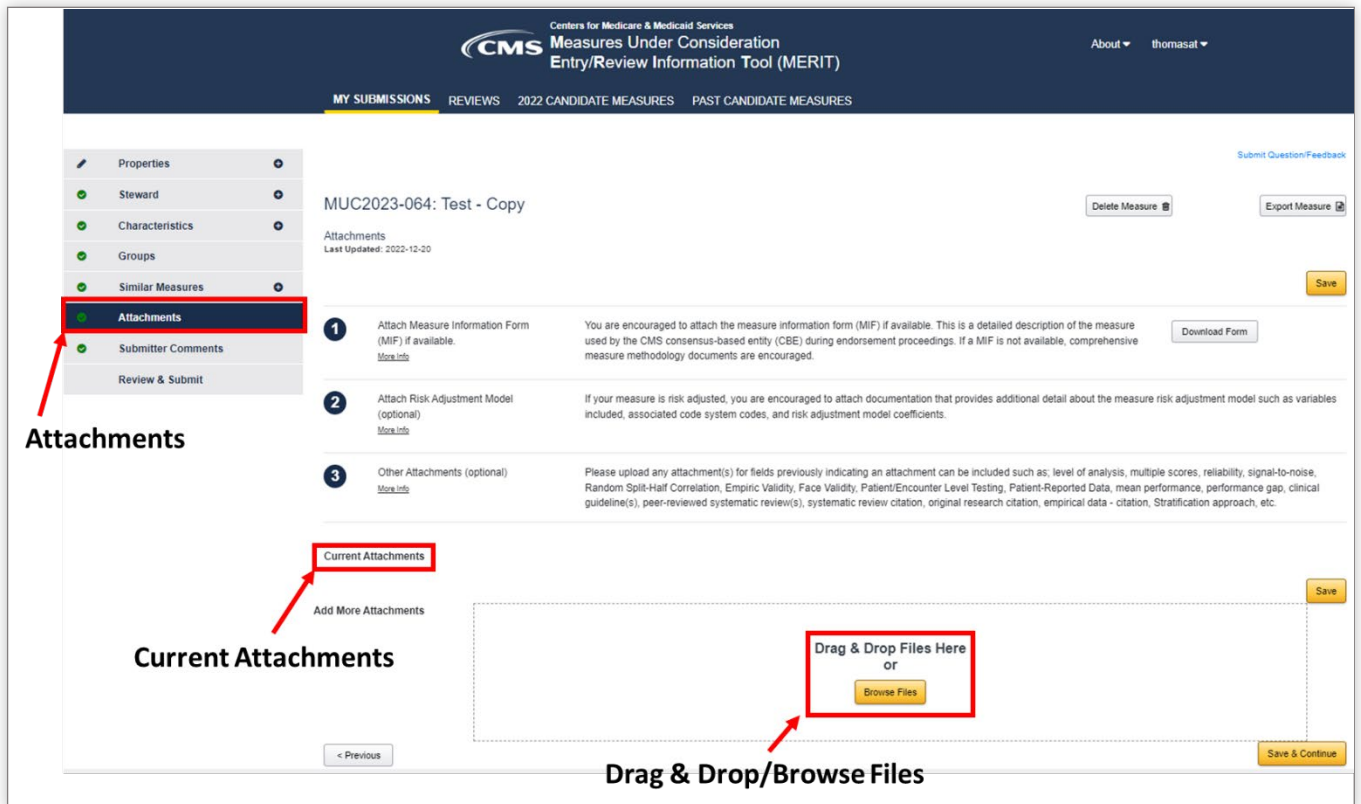 Centers for Medicare & Medicaid Services
CMS Measures Under Consideration
Entry/Review Information Tool (MERIT)
About
thomasat
MY SUBMISSIONS REVIEWS 2022 CANDIDATE MEASURES PAST CANDIDATE MEASURES
Properties
Steward
Characteristics
Groups
Similar Measures
Attachments
Submitter Comments
Review & Submit
Attachments
Submit Question/Feedback
MUC2023-064: Test - Copy
Delete Measure
Export Measure
Attachments
Last Updated: 2022-12-20
Save
1
Attach Measure Information Form
(MIF) if available.
More Info
You are encouraged to attach the measure information form (MIF) if available. This is a detailed description of the measure
used by the CMS consensus-based entity (CBE) during endorsement proceedings. If a MIF is not available, comprehensive
measure methodology documents are encouraged.
Download Form
2
Attach Risk Adjustment Model
(optional)
More Info
If your measure is risk adjusted, you are encouraged to attach documentation that provides additional detail about the measure risk adjustment model such as variables
included, associated code system codes, and risk adjustment model coefficients.
3
Other Attachments (optional)
More Info
Please upload any attachment(s) for fields previously indicating an attachment can be included such as; level of analysis, multiple scores, reliability, signal-to-noise,
Random Split-Half Correlation, Empiric Validity, Face Validity, Patient/Encounter Level Testing, Patient-Reported Data, mean performance, performance gap, clinical
guideline(s), peer-reviewed systematic review(s), systematic review citation, original research citation, empirical data - citation, Stratification approach, etc.
Current Attachments
Save
Add More Attachments
Current Attachments
Drag & Drop Files Here
or
Browse Files
< Previous
Save & Continue
Drag & Drop/Browse Files